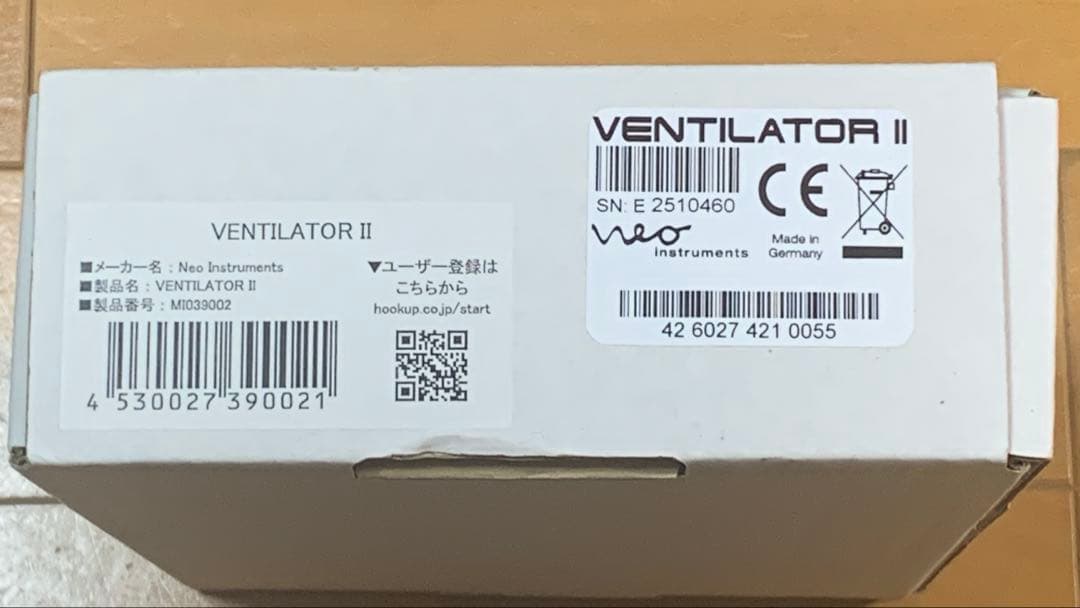 VENTILATOR II
■メーカー名 : Neo Instruments
■製品名 : VENTILATOR II
■製品番号 : MI039002
4 530027 390021
▼ユーザー登録は
こちらから
hookup.co.jp/start
VENTILATOR II
SN: E 2510460
CE
neo
instruments
Made in
Germany
42 6027 421 0055